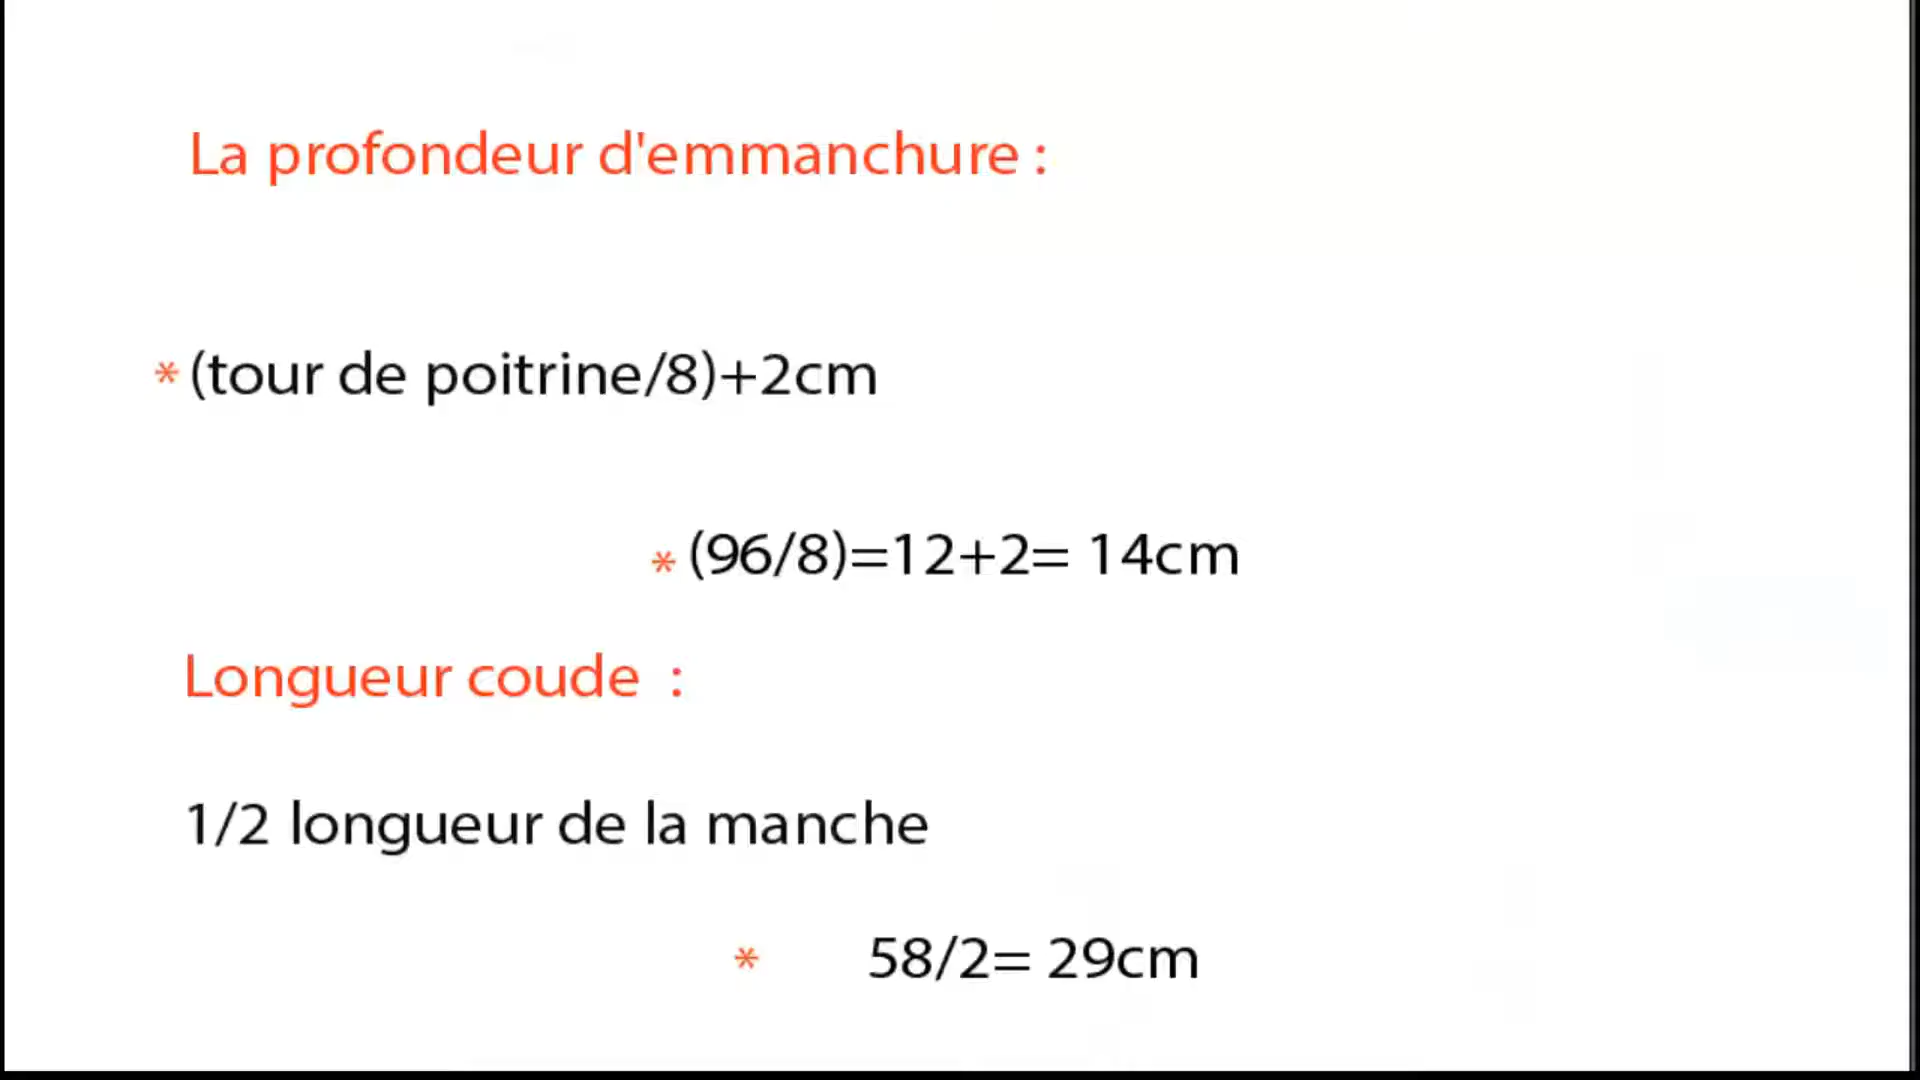 La profondeur d'emmanchure :
* (tour de poitrine/8)+2cm
* (96/8)=12+2= 14cm
Longueur coude :
1/2 longueur de la manche
* 58/2= 29cm